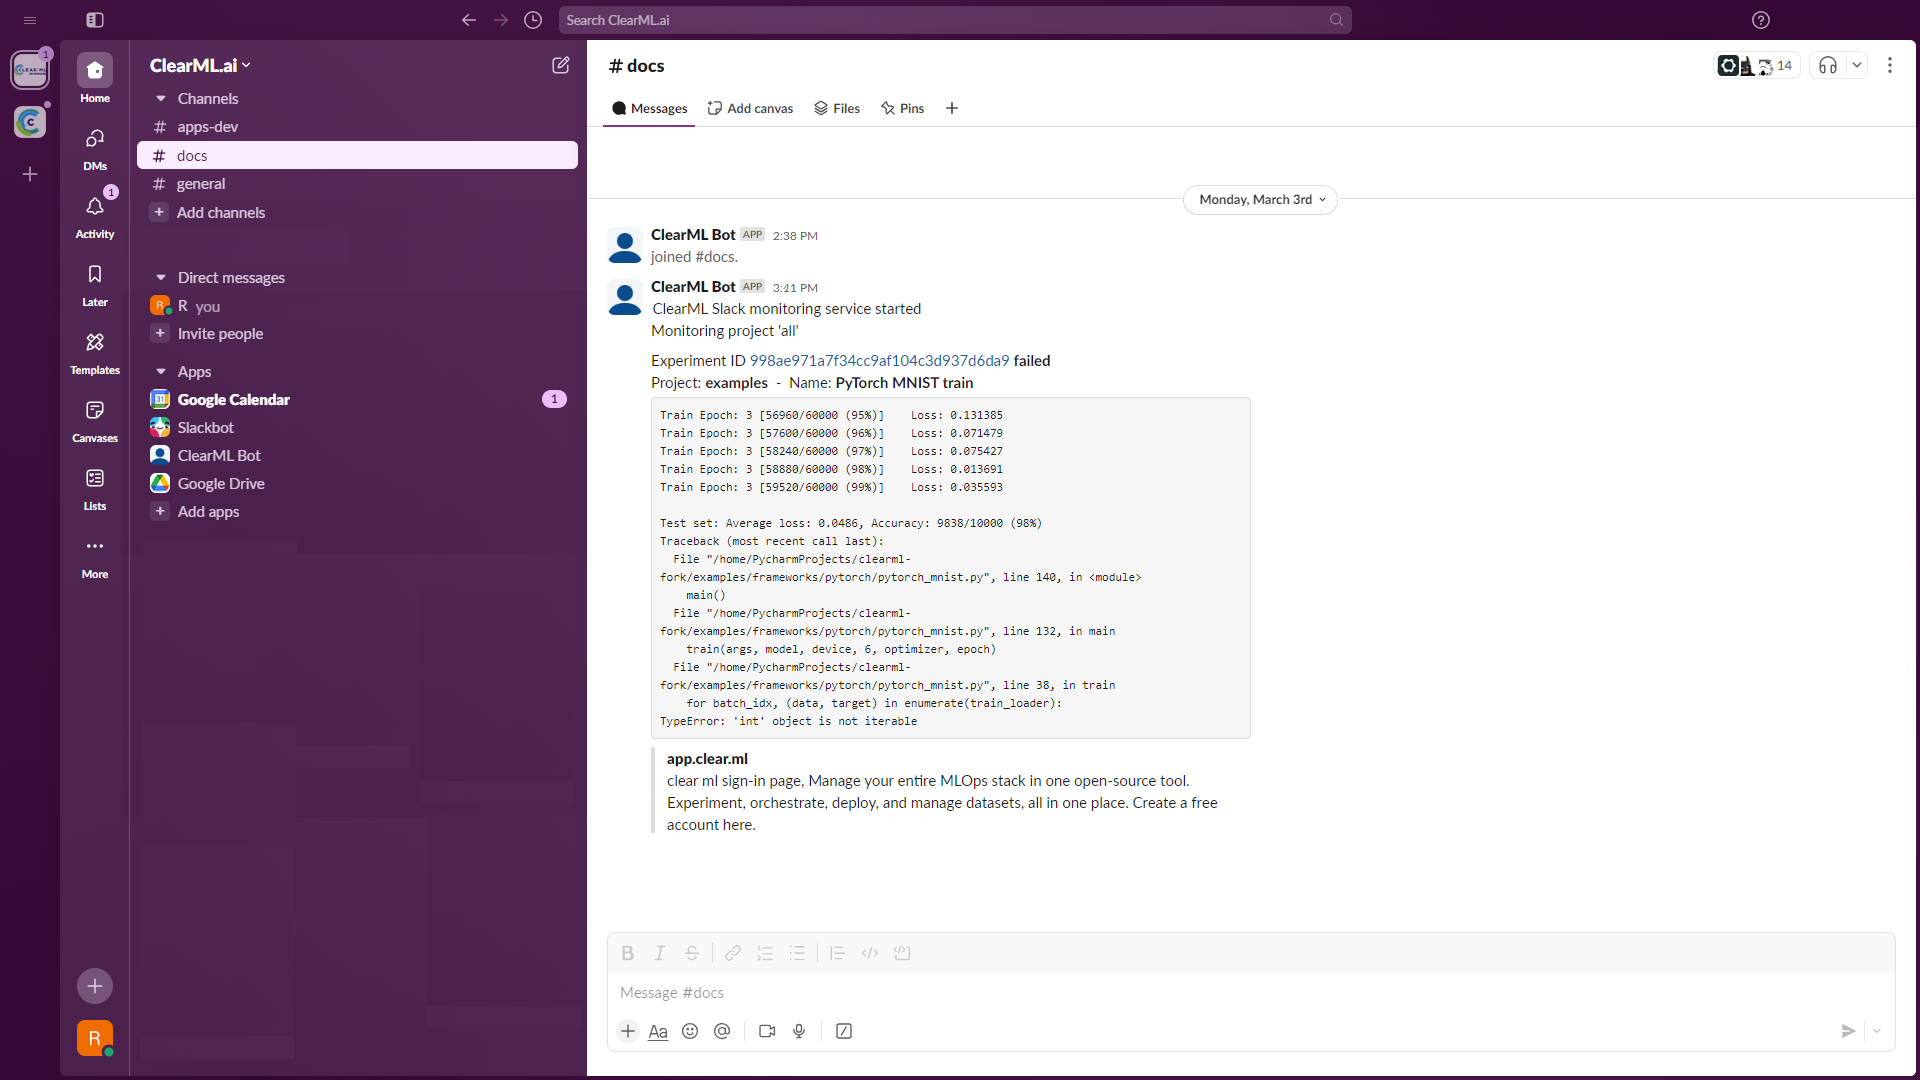 Search ClearML.ai
1
CLEAR|ML
C
Home
DMs
1
Activity
Later
Templates
Canvases
Lists
More
R
ClearML.ai
Channels
# apps-dev
# docs
# general
+ Add channels
Direct messages
R R you
+ Invite people
Apps
31 Google Calendar 1
Slackbot
ClearML Bot
Google Drive
+ Add apps
# docs
14
Messages
Add canvas
Files
Pins
Monday, March 3rd
ClearML Bot APP 2:38 PM
joined #docs.
ClearML Bot APP 3:41 PM
ClearML Slack monitoring service started
Monitoring project 'all'
Experiment ID 998ae971a7f34cc9af104c3d937d6da9 failed
Project: examples - Name: PyTorch MNIST train
Train Epoch: 3 [56960/60000 (95%)] Loss: 0.131385
Train Epoch: 3 [57600/60000 (96%)] Loss: 0.071479
Train Epoch: 3 [58240/60000 (97%)] Loss: 0.075427
Train Epoch: 3 [58880/60000 (98%)] Loss: 0.013691
Train Epoch: 3 [59520/60000 (99%)] Loss: 0.035593
Test set: Average loss: 0.0486, Accuracy: 9838/10000 (98%)
Traceback (most recent call last):
File "/home/PycharmProjects/clearml-
fork/examples/frameworks/pytorch/pytorch_mnist.py", line 140, in <module>
main()
File "/home/PycharmProjects/clearml-
fork/examples/frameworks/pytorch/pytorch_mnist.py", line 132, in main
train(args, model, device, 6, optimizer, epoch)
File "/home/PycharmProjects/clearml-
fork/examples/frameworks/pytorch/pytorch_mnist.py", line 38, in train
for batch_idx, (data, target) in enumerate(train_loader):
TypeError: 'int' object is not iterable
app.clear.ml
clear ml sign-in page, Manage your entire MLOps stack in one open-source tool.
Experiment, orchestrate, deploy, and manage datasets, all in one place. Create a free
account here.
Message #docs
Aa